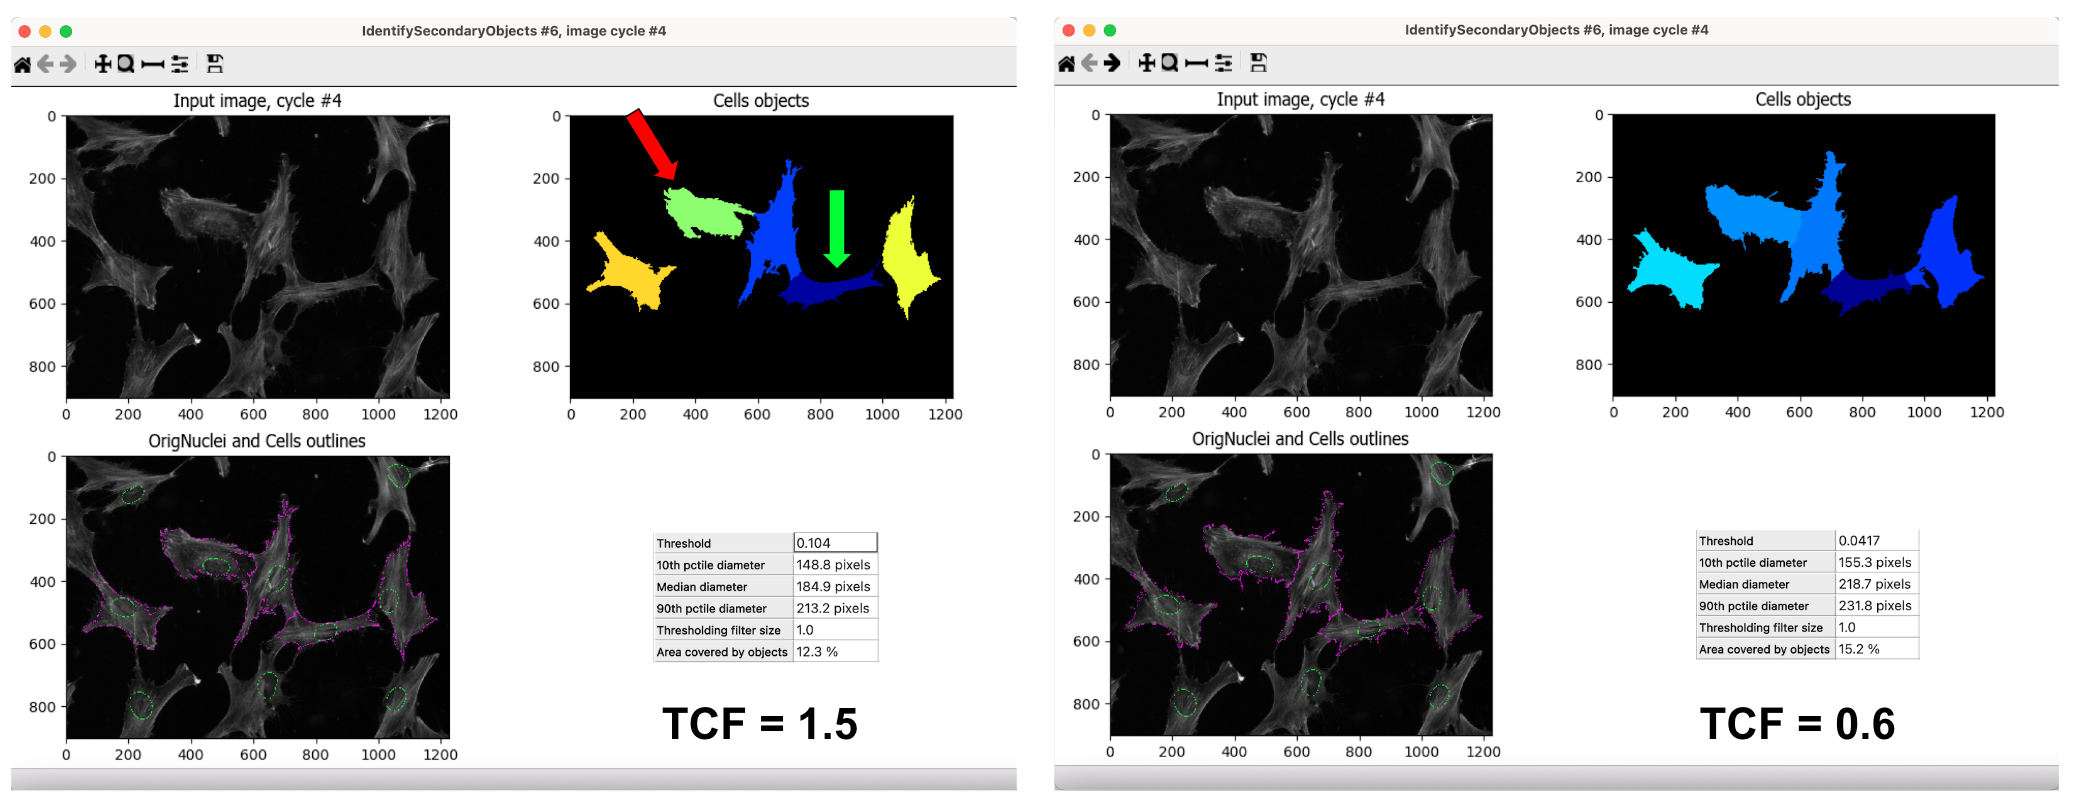 IdentifySecondaryObjects #6, image cycle #4
Input image, cycle #4
0
200
400
600
800
0 200 400 600 800 1000 1200
Cells objects
0
200
400
600
800
0 200 400 600 800 1000 1200
OrigNuclei and Cells outlines
0
200
400
600
800
0 200 400 600 800 1000 1200
Threshold 0.104
10th pctile diameter 148.8 pixels
Median diameter 184.9 pixels
90th pctile diameter 213.2 pixels
Thresholding filter size 1.0
Area covered by objects 12.3 %
TCF = 1.5
IdentifySecondaryObjects #6, image cycle #4
Input image, cycle #4
0
200
400
600
800
0 200 400 600 800 1000 1200
Cells objects
0
200
400
600
800
0 200 400 600 800 1000 1200
OrigNuclei and Cells outlines
0
200
400
600
800
0 200 400 600 800 1000 1200
Threshold 0.0417
10th pctile diameter 155.3 pixels
Median diameter 218.7 pixels
90th pctile diameter 231.8 pixels
Thresholding filter size 1.0
Area covered by objects 15.2 %
TCF = 0.6